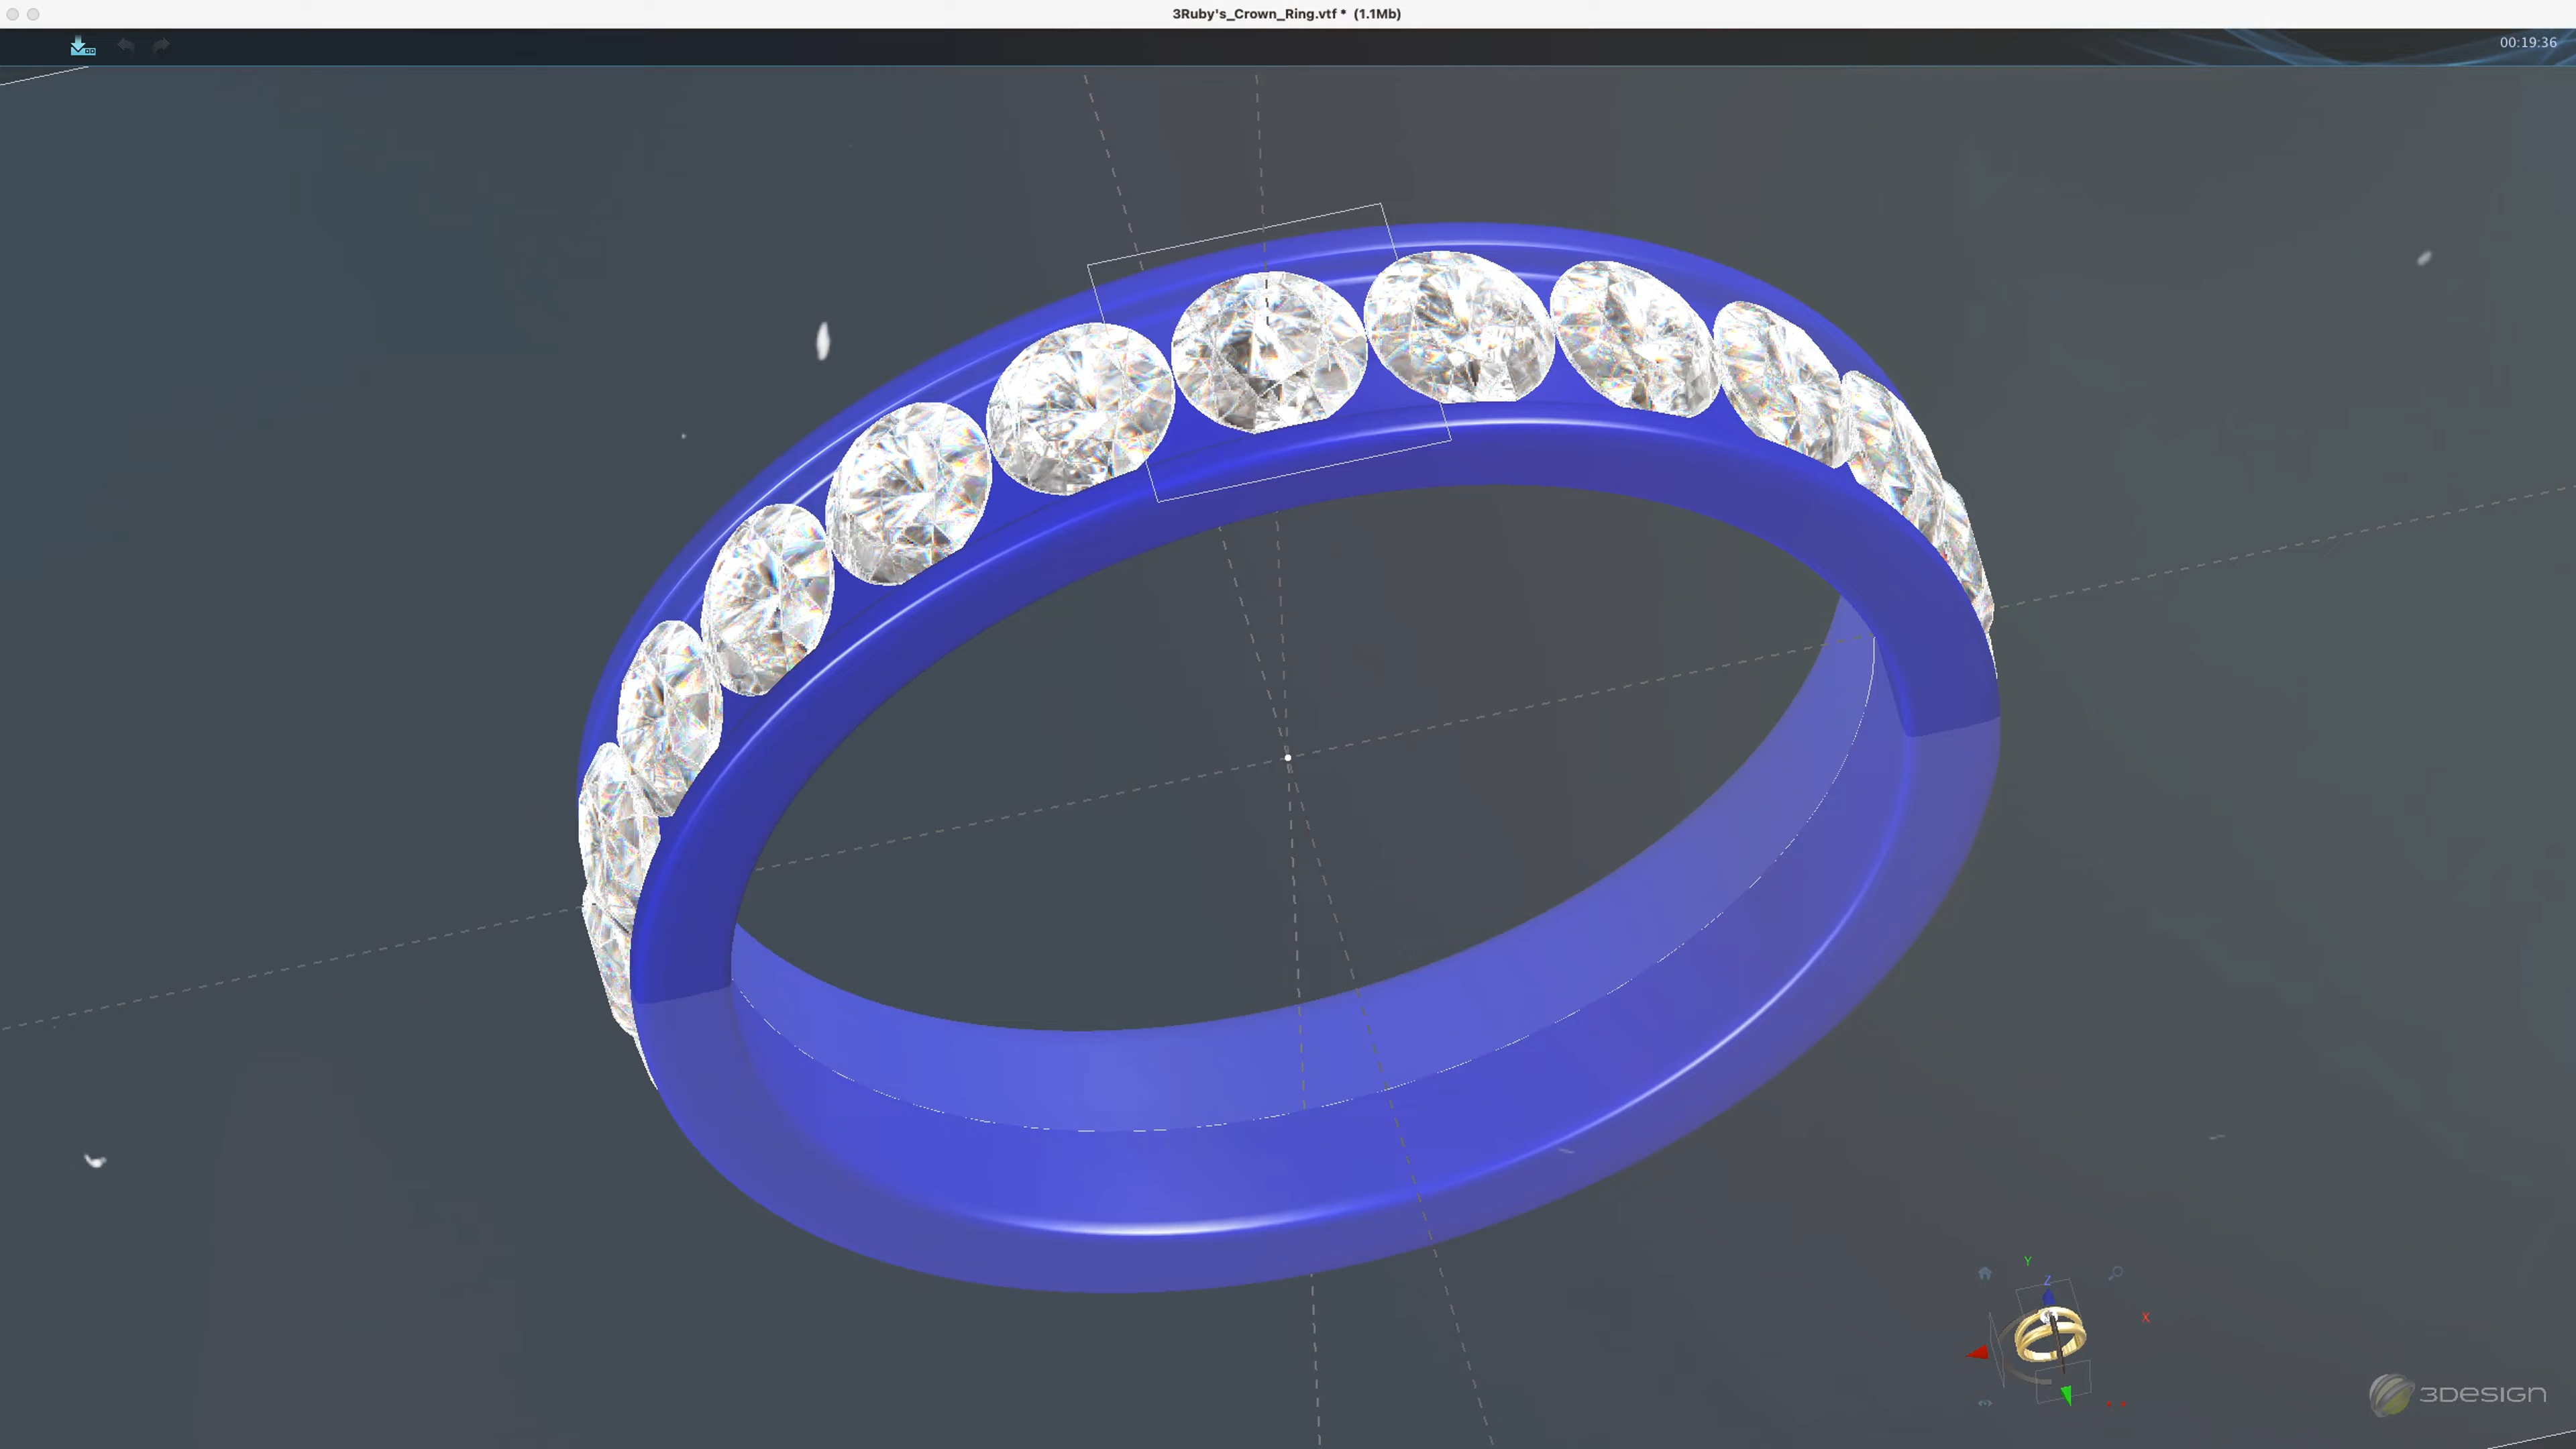 3Ruby's_Crown_Ring.vtf * (1.1Mb)
00:19:36
Y
Z
X
3DESIGN